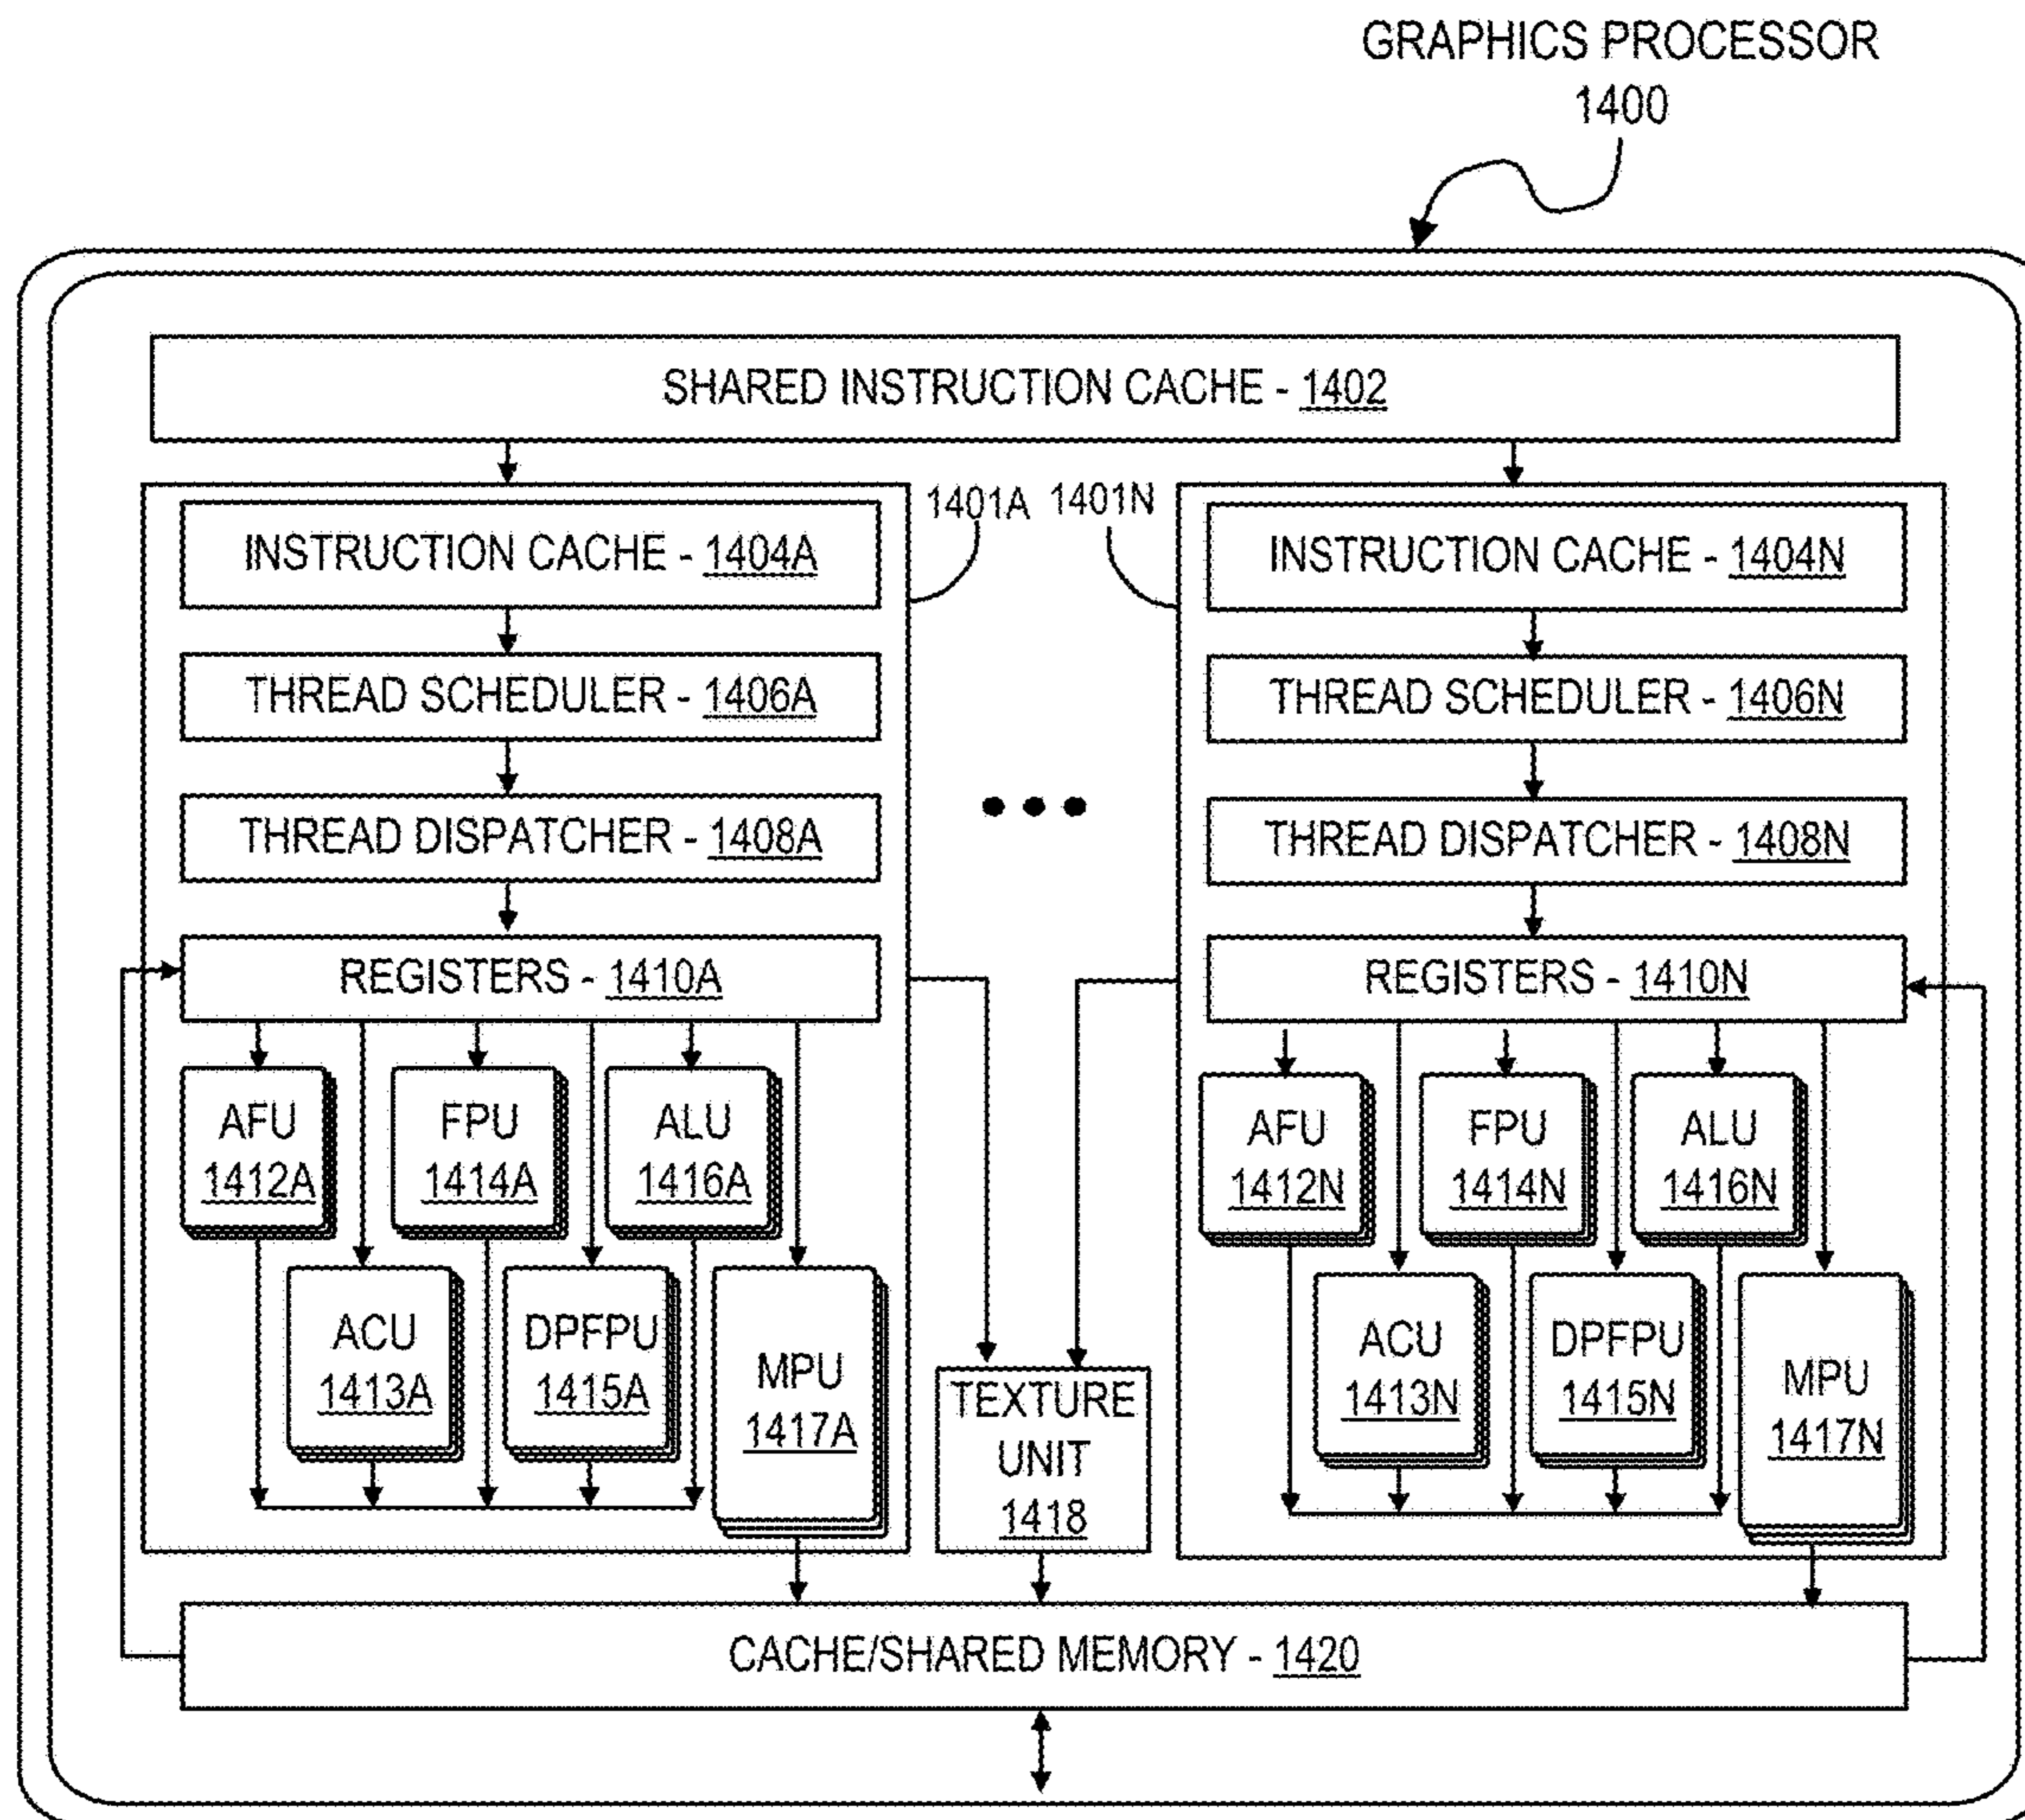 GRAPHICS PROCESSOR
1400
SHARED INSTRUCTION CACHE - 1402
1401A
1401N
INSTRUCTION CACHE - 1404A
THREAD SCHEDULER - 1406A
THREAD DISPATCHER - 1408A
REGISTERS - 1410A
AFU
1412A
FPU
1414A
ALU
1416A
ACU
1413A
DPFPU
1415A
MPU
1417A
TEXTURE
UNIT
1418
INSTRUCTION CACHE - 1404N
THREAD SCHEDULER - 1406N
THREAD DISPATCHER - 1408N
REGISTERS - 1410N
AFU
1412N
FPU
1414N
ALU
1416N
ACU
1413N
DPFPU
1415N
MPU
1417N
CACHE/SHARED MEMORY - 1420